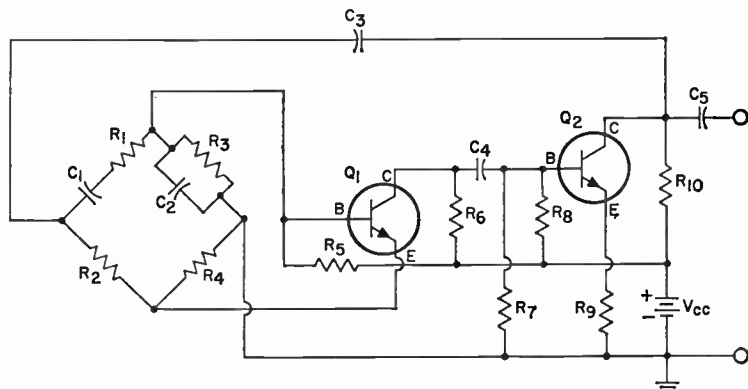 C3
C5
Q2
C
R1
R3
C4
B
Q1
C
C1
C2
B
R6
R8
E
R10
R5
E
R2
R4
R7
R9
+
-
Vcc